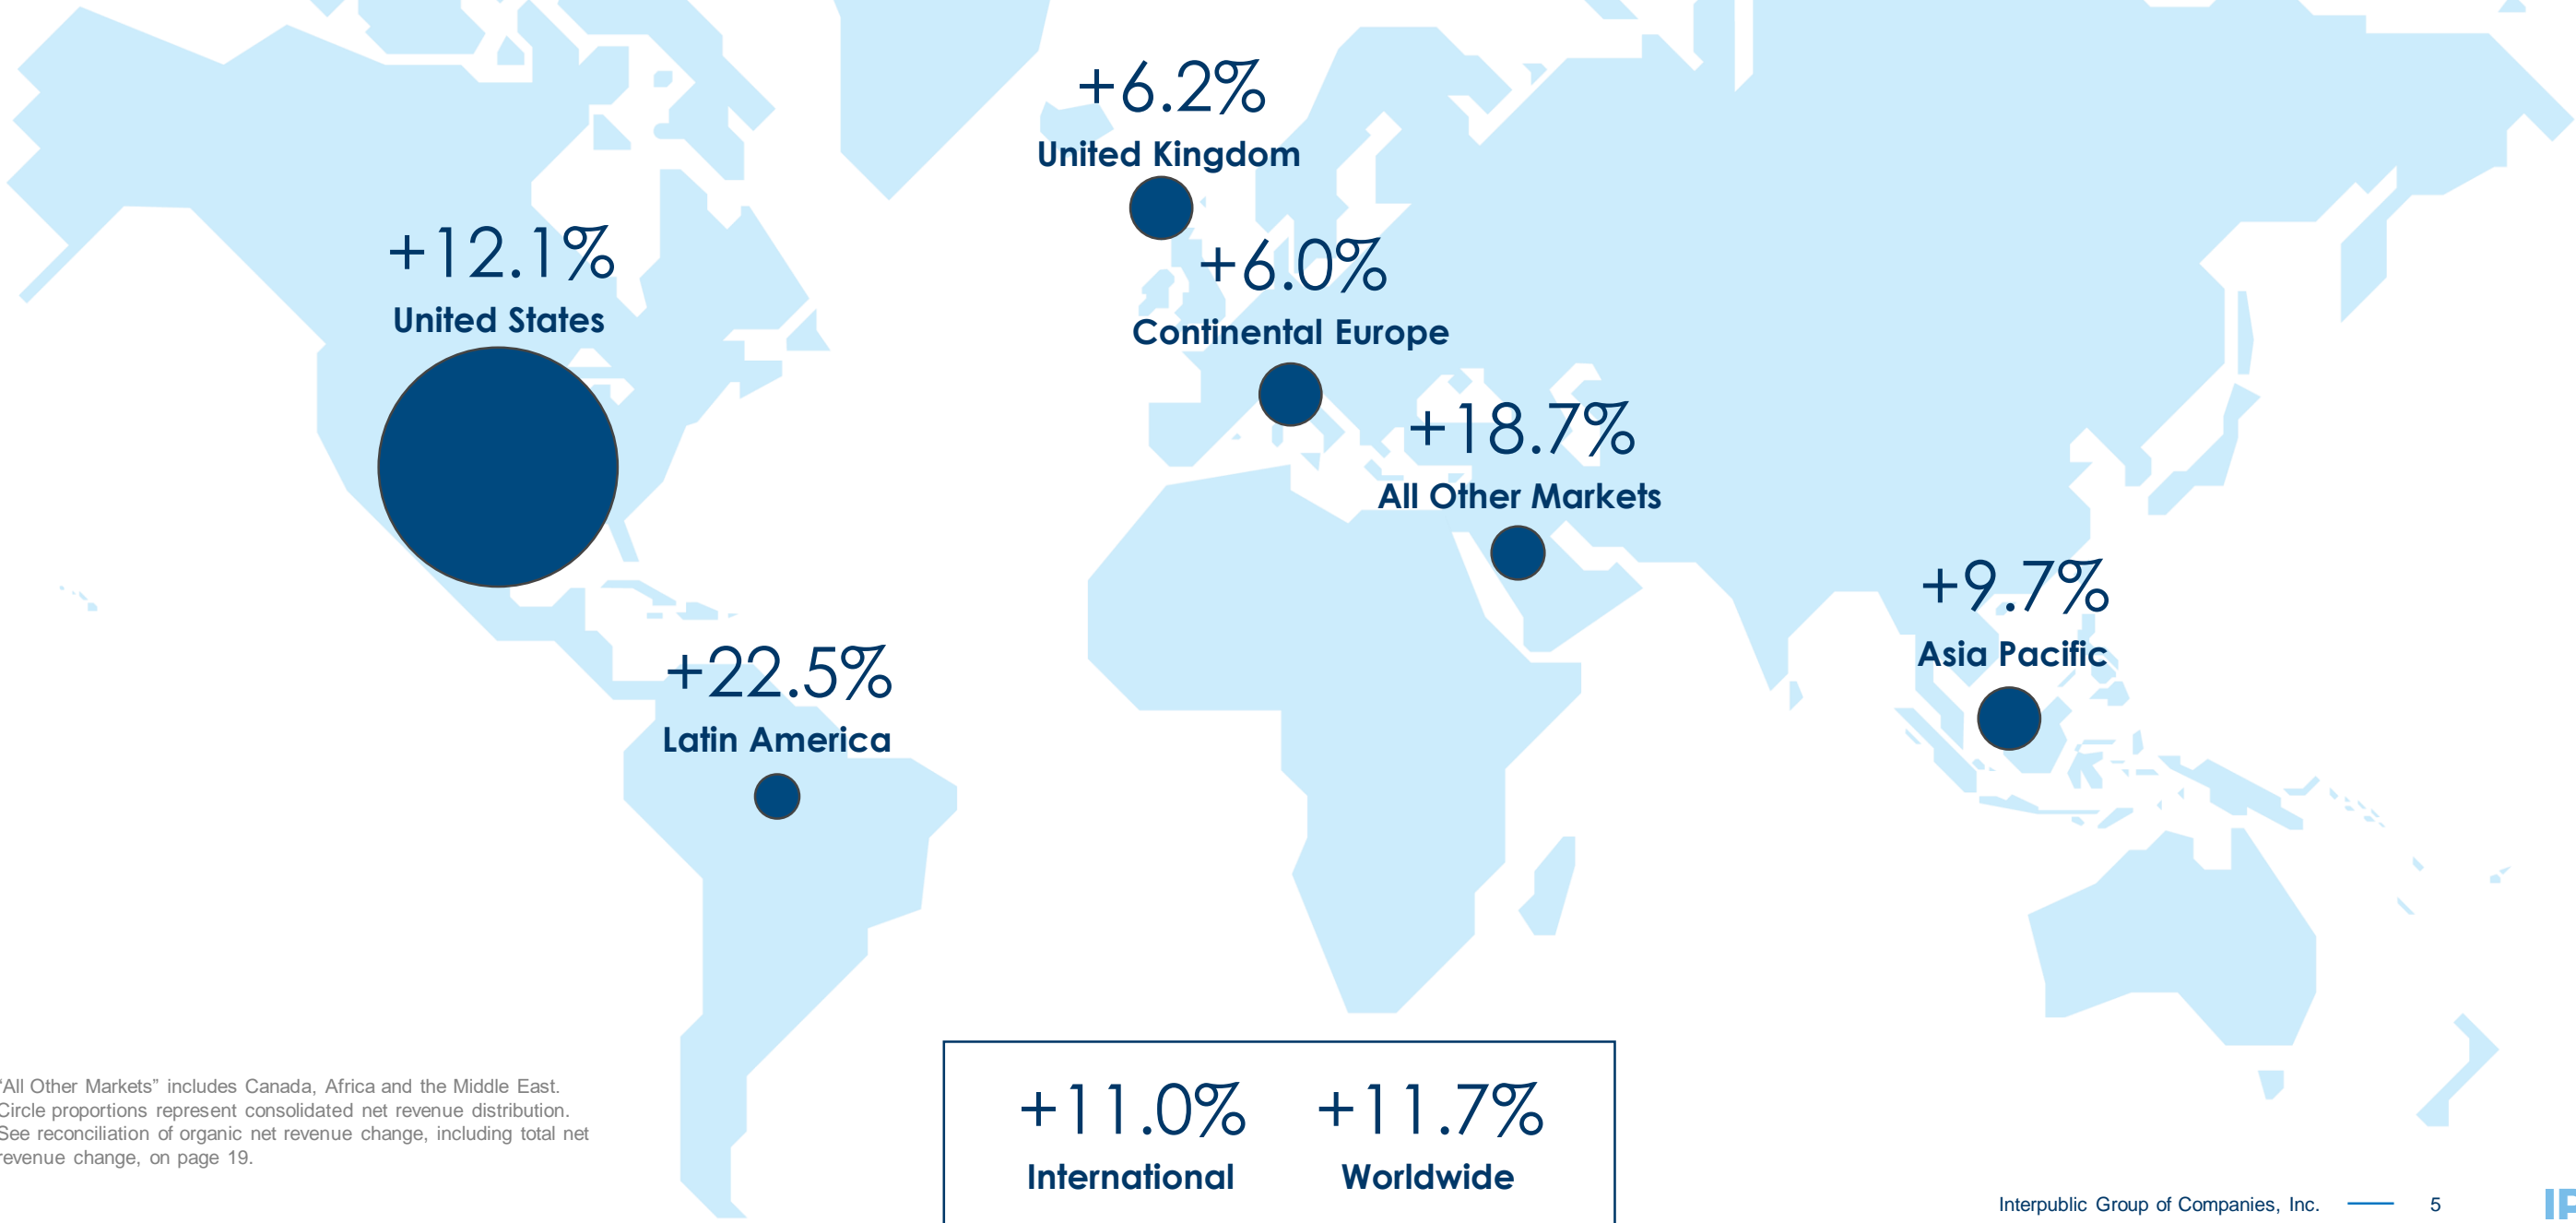 +6.2%
United Kingdom
+12.1%
United States
+6.0%
Continental Europe
+18.7%
All Other Markets
+9.7%
Asia Pacific
+22.5%
Latin America
+11.0%
International
+11.7%
Worldwide
"All Other Markets” includes Canada, Africa and the Middle East.
Circle proportions represent consolidated net revenue distribution.
See reconciliation of organic net revenue change, including total net
revenue change, on page 19.
Interpublic Group of Companies, Inc.
5